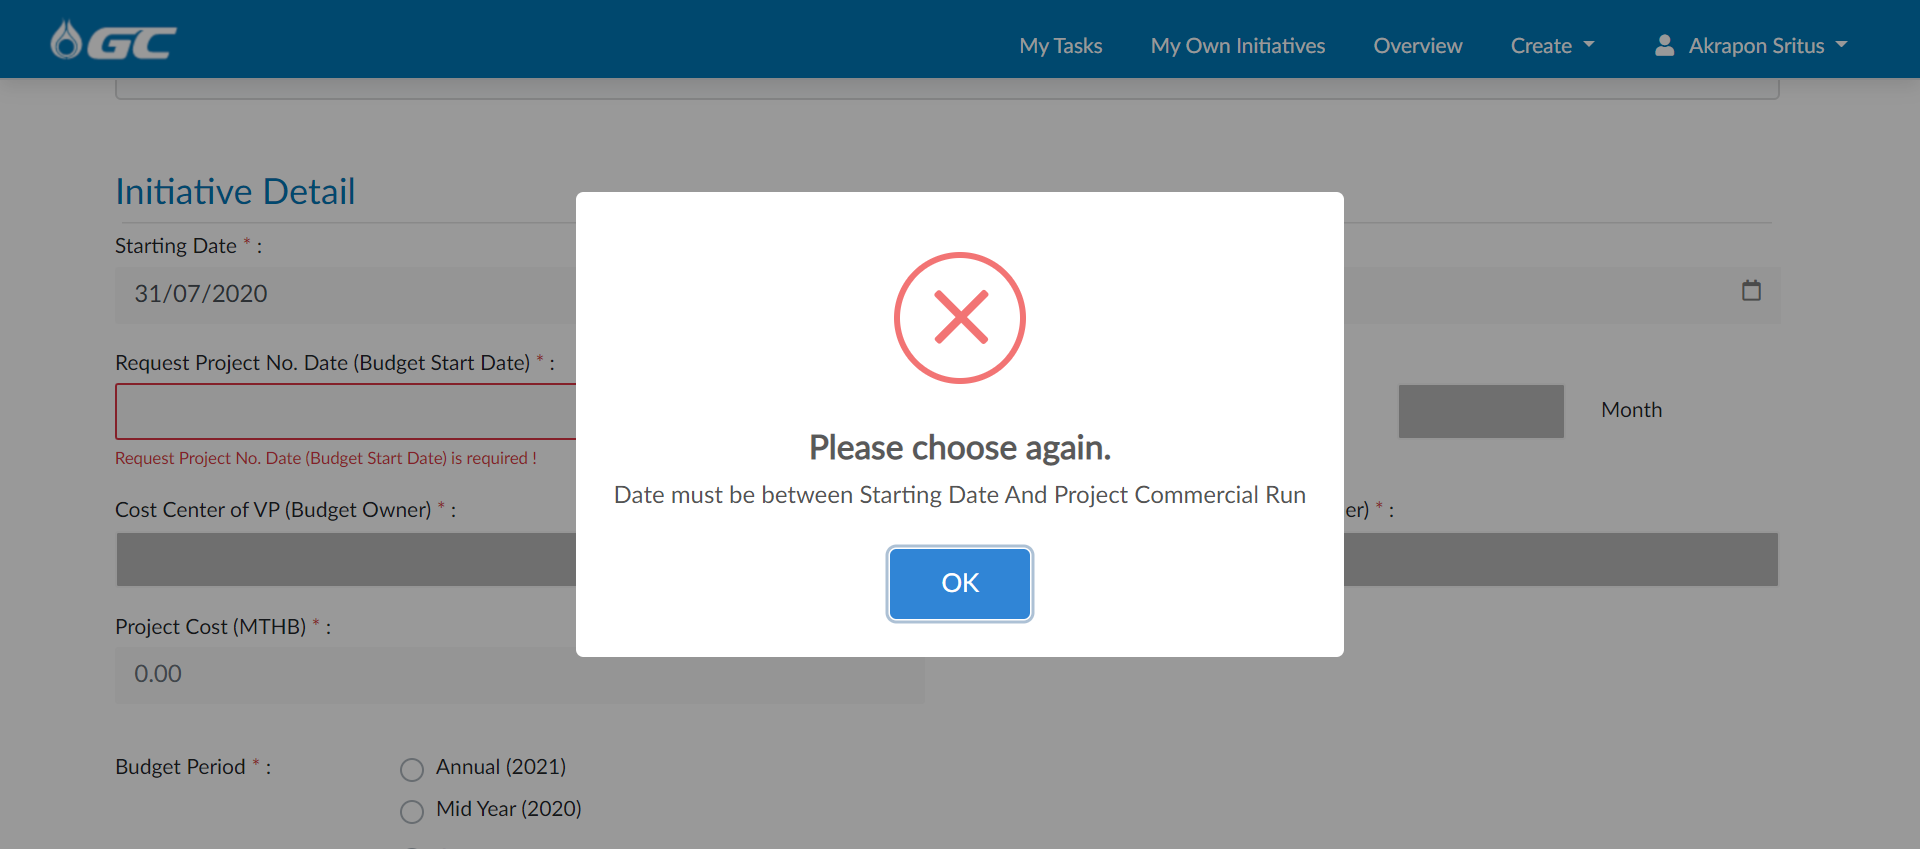 GC
My Tasks
My Own Initiatives
Overview
Create
Akrapon Sritus
Initiative Detail
Starting Date * :
31/07/2020
Request Project No. Date (Budget Start Date) * :
Month
Request Project No. Date (Budget Start Date) is required !
Please choose again.
Date must be between Starting Date And Project Commercial Run
OK
Cost Center of VP (Budget Owner) * :
er) * :
Project Cost (MTHB) * :
0.00
Budget Period * :
Annual (2021)
Mid Year (2020)